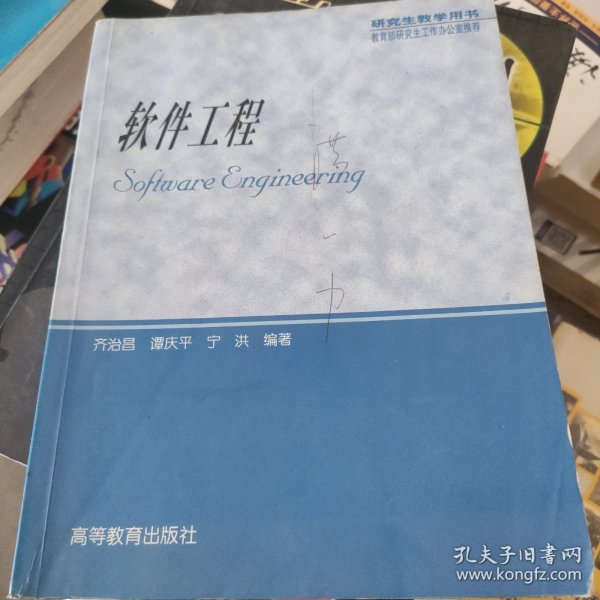 研究生教学用书
教育部研究生工作办公室推荐
软件工程
Software Engineering
齐治昌 谭庆平 宁 洪 编著
高等教育出版社
孔夫子旧书网
www.kongfz.com